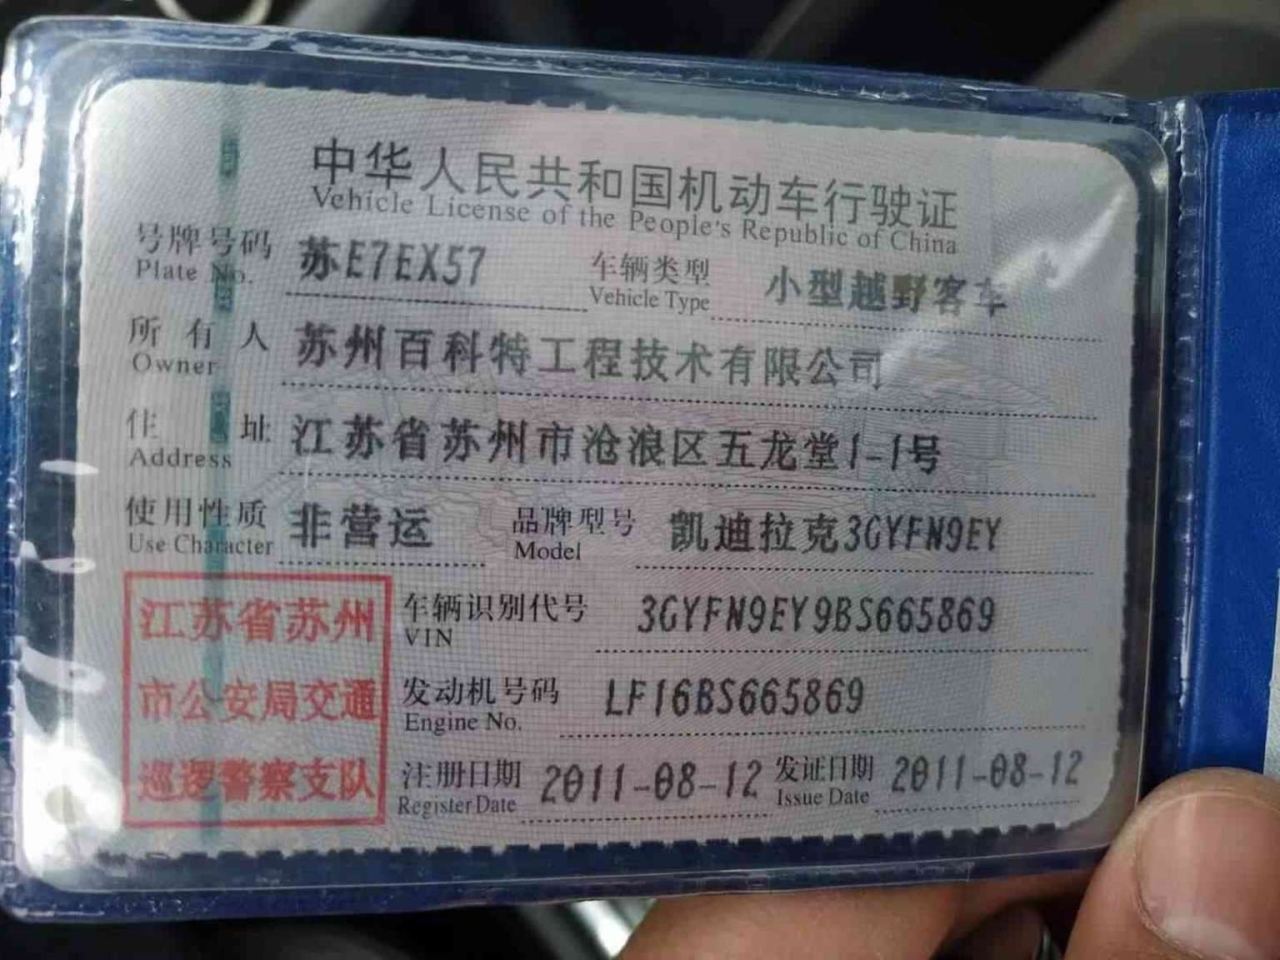 中华人民共和国机动车行驶证
Vehicle License of the People's Republic of China
号牌号码 苏E7EX57 车辆类型 小型越野客车
Plate No. Vehicle Type
所有人 苏州百科特工程技术有限公司
Owner
住址 江苏省苏州市沧浪区五龙堂1-1号
Address
使用性质 非营运 品牌型号 凯迪拉克3GYFN9EY
Use Character Model
江苏省苏州
市公安局交通
巡逻警察支队
车辆识别代号 3GYFN9EY9BS665869
VIN
发动机号码 LF16BS665869
Engine No.
注册日期 2011-08-12 发证日期 2011-08-12
Register Date Issue Date